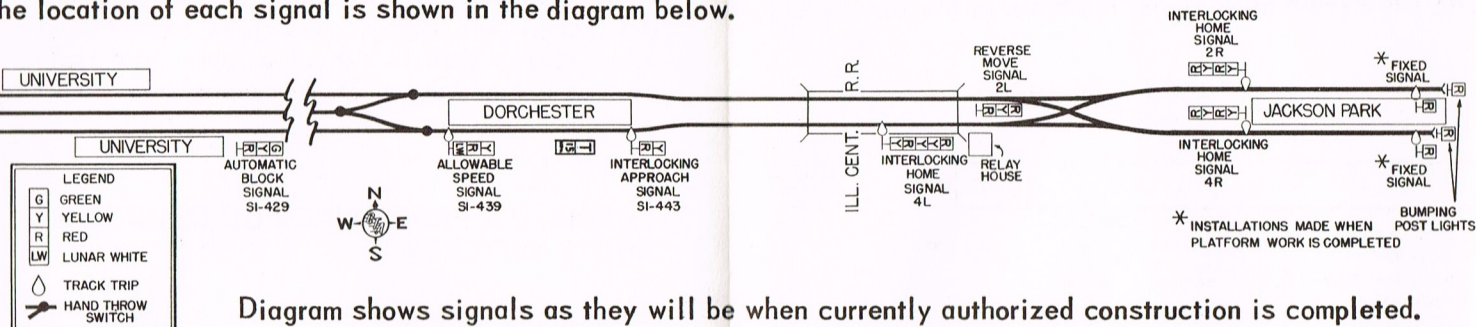 he location of each signal is shown in the diagram below.
INTERLOCKING
HOME
SIGNAL
2R
REVERSE
MOVE
SIGNAL
2L
R.R.
* FIXED
SIGNAL
UNIVERSITY
DORCHESTER
JACKSON PARK
UNIVERSITY
AUTOMATIC
BLOCK
SIGNAL
SI-429
ALLOWABLE
SPEED
SIGNAL
SI-439
INTERLOCKING
APPROACH
SIGNAL
SI-443
ILL. CENT.
INTERLOCKING
HOME
SIGNAL
4L
RELAY
HOUSE
INTERLOCKING
HOME
SIGNAL
4R
* FIXED
SIGNAL
BUMPING
POST LIGHTS
* INSTALLATIONS MADE WHEN
PLATFORM WORK IS COMPLETED
LEGEND
G GREEN
Y YELLOW
R RED
LW LUNAR WHITE
TRACK TRIP
HAND THROW
SWITCH
N
W E
S
Diagram shows signals as they will be when currently authorized construction is completed.